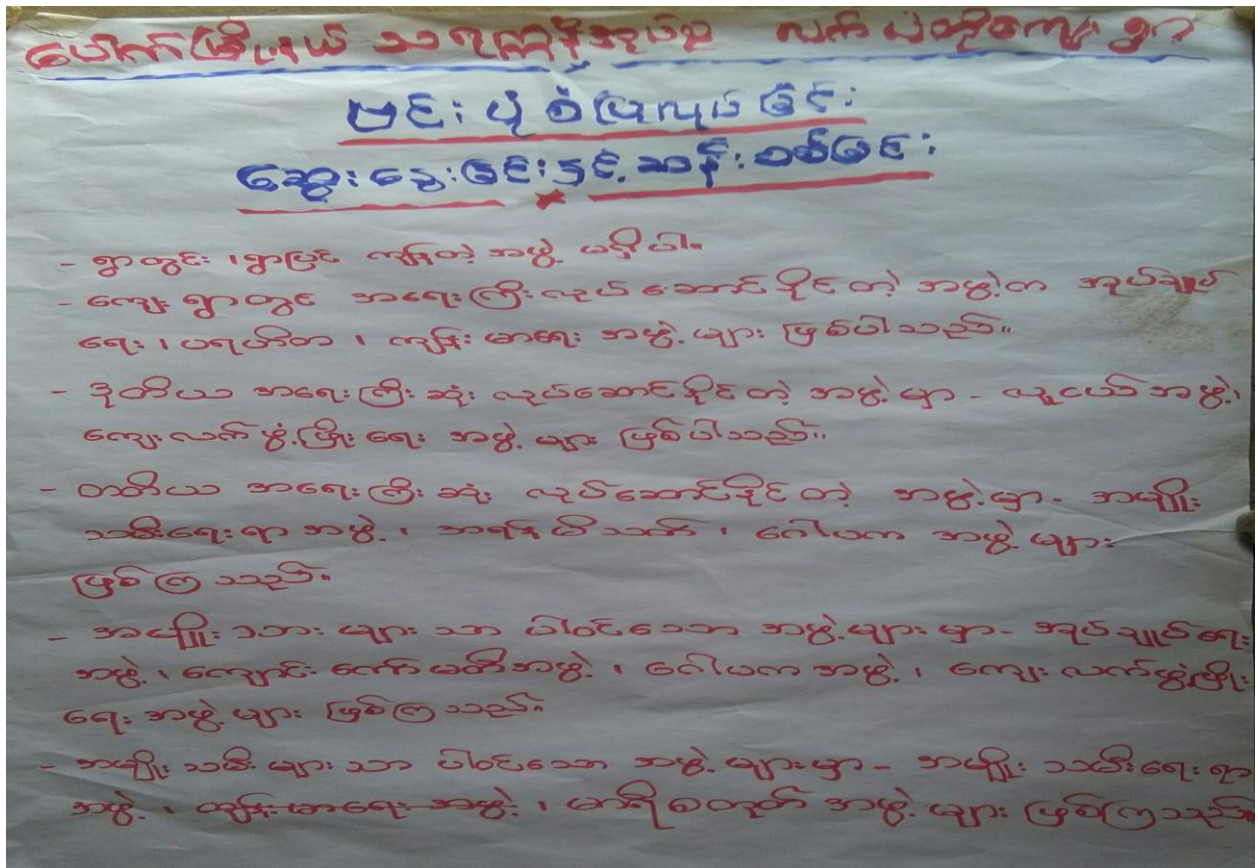 ပေါက်မြို့နယ် သရက္ကန်အုပ်စု လက်ပံတိုကျေးရွာ
ဗင်းပုံစံပြုလုပ်ခြင်း
ဆွေးနွေးခြင်းနှင့်ဆန်းစစ်ခြင်း
- ရွာတွင်း ၊ရွာပြင် ကျန်တဲ့ အဖွဲ့ မရှိပါ။
- ကျေးရွာတွင် အရေးကြီးလုပ်ဆောင်နိုင်တဲ့ အဖွဲ့က အုပ်ချုပ်
ရေး ၊ ပရဟိတ ၊ ကျန်းမာရေး အဖွဲ့များ ဖြစ်ပါသည်။
- ဒုတိယ အရေးကြီးဆုံး လုပ်ဆောင်နိုင်တဲ့ အဖွဲ့မှာ - လူငယ်အဖွဲ့၊
ကျေးလက်ဖွံ့ဖြိုးရေး အဖွဲ့များ ဖြစ်ပါသည်။
- တတိယ အရေးကြီးဆုံး လုပ်ဆောင်နိုင်တဲ့ အဖွဲ့မှာ - အမျိုး
သမီးရေးရာအဖွဲ့ ၊ အရန်မီးသတ် ၊ ဂေါပက အဖွဲ့များ
ဖြစ်ကြသည်။
- အမျိုးသားများသာ ပါဝင်သော အဖွဲ့များမှာ - အုပ်ချုပ်ရေး
အဖွဲ့ ၊ ကျောင်းကော်မတီအဖွဲ့ ၊ ဂေါပကအဖွဲ့ ၊ ကျေးလက်ဖွံ့ဖြိုး
ရေး အဖွဲ့များ ဖြစ်ကြသည်။
- အမျိုးသမီးများသာ ပါဝင်သော အဖွဲ့များမှာ - အမျိုးသမီးရေးရာ
အဖွဲ့ ၊ ကျန်းမာရေးအဖွဲ့ ၊ မာရီစတုတ် အဖွဲ့များ ဖြစ်ကြသည်။